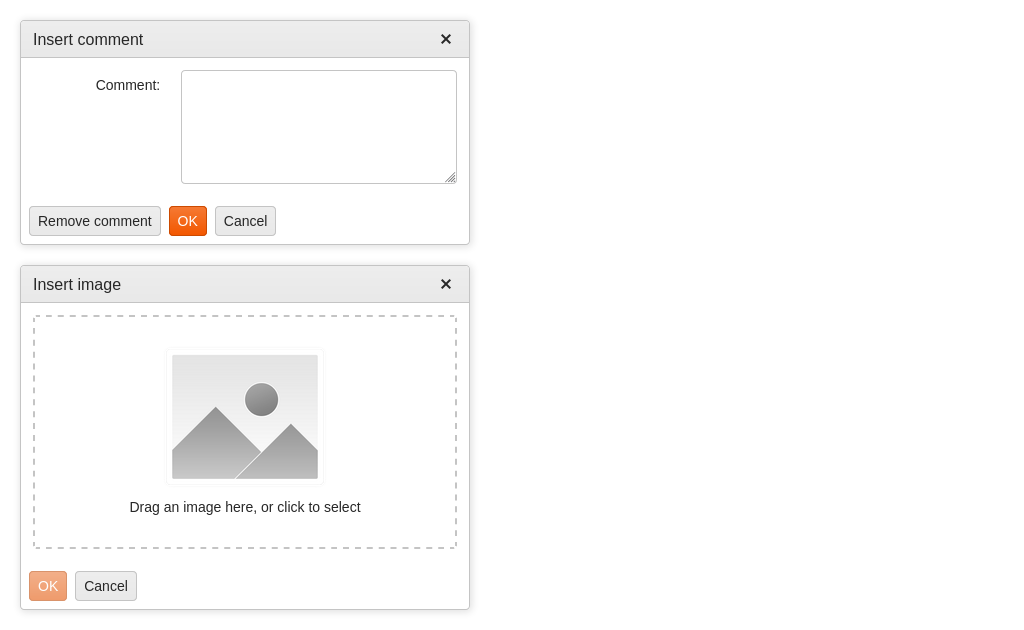 Insert comment
Comment:
Remove comment OK Cancel
Insert image
Drag an image here, or click to select
OK Cancel